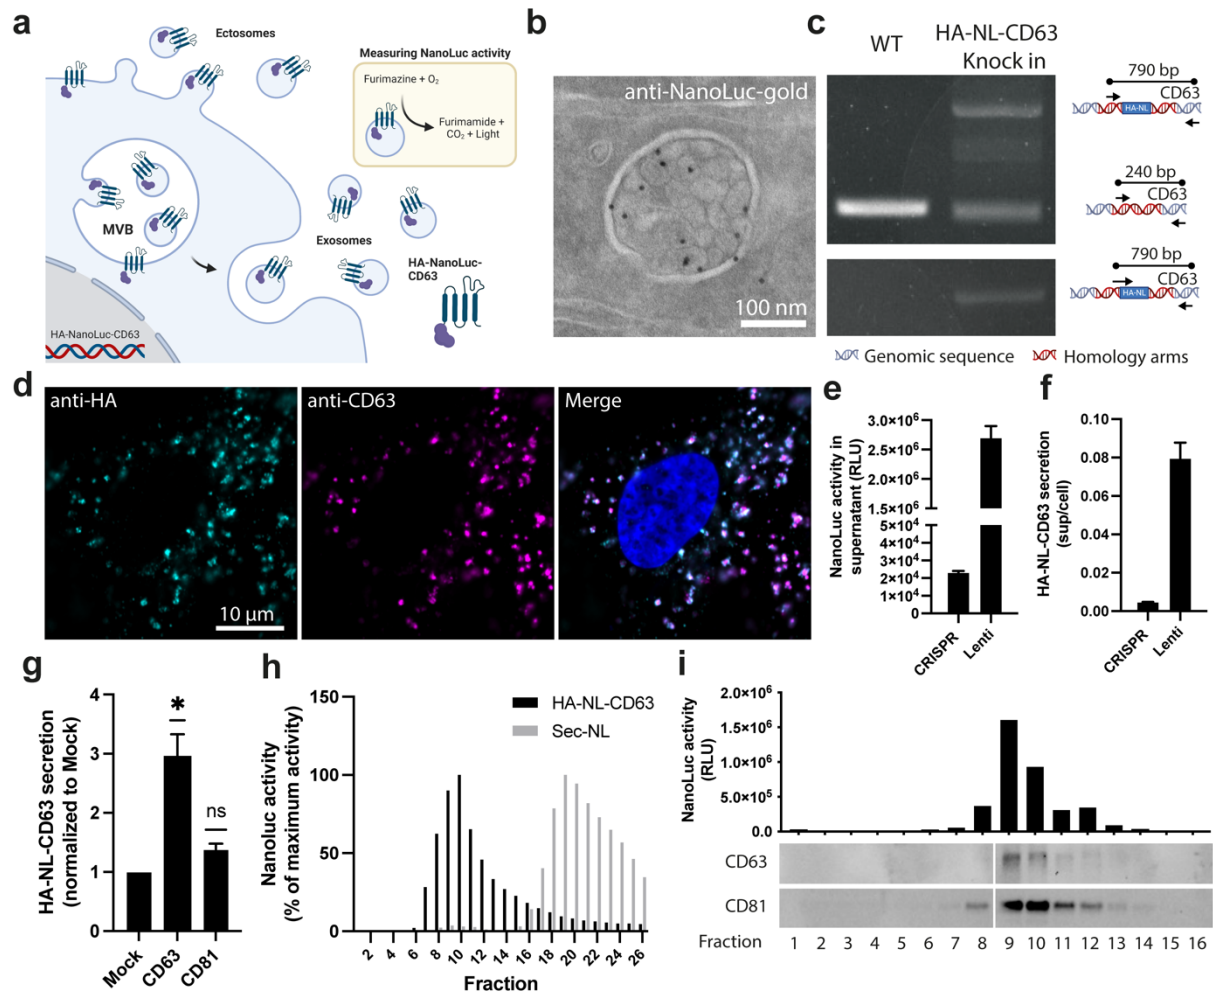 a
Ectosomes
Measuring NanoLuc activity
Furimazine + O₂
Furimamide +
CO₂ + Light
MVB
Exosomes
HA-NanoLuc-
CD63
HA-NanoLuc-CD63
b
anti-NanoLuc-gold
100 nm
c
WT
HA-NL-CD63
Knock in
790 bp
CD63
HA-NL
240 bp
CD63
790 bp
CD63
HA-NL
Genomic sequence
Homology arms
d
anti-HA
anti-CD63
Merge
10 µm
e
NanoLuc activity in
supernatant (RLU)
3.0×10⁶
2.5×10⁶
2.0×10⁶
1.5×10⁶
5×10⁴
4×10⁴
3×10⁴
2×10⁴
1×10⁴
0
CRISPR
Lenti
f
HA-NL-CD63 secretion
(sup/cell)
0.10
0.08
0.06
0.04
0.02
0.00
CRISPR
Lenti
g
HA-NL-CD63 secretion
(normalized to Mock)
4
3
2
1
0
*
ns
Mock
CD63
CD81
h
Nanoluc activity
(% of maximum activity)
150
100
50
0
HA-NL-CD63
Sec-NL
2 4 6 8 10 12 14 16 18 20 22 24 26
Fraction
i
NanoLuc activity
(RLU)
2.0×10⁶
1.5×10⁶
1.0×10⁶
5.0×10⁵
0.0
CD63
CD81
Fraction 1 2 3 4 5 6 7 8 9 10 11 12 13 14 15 16